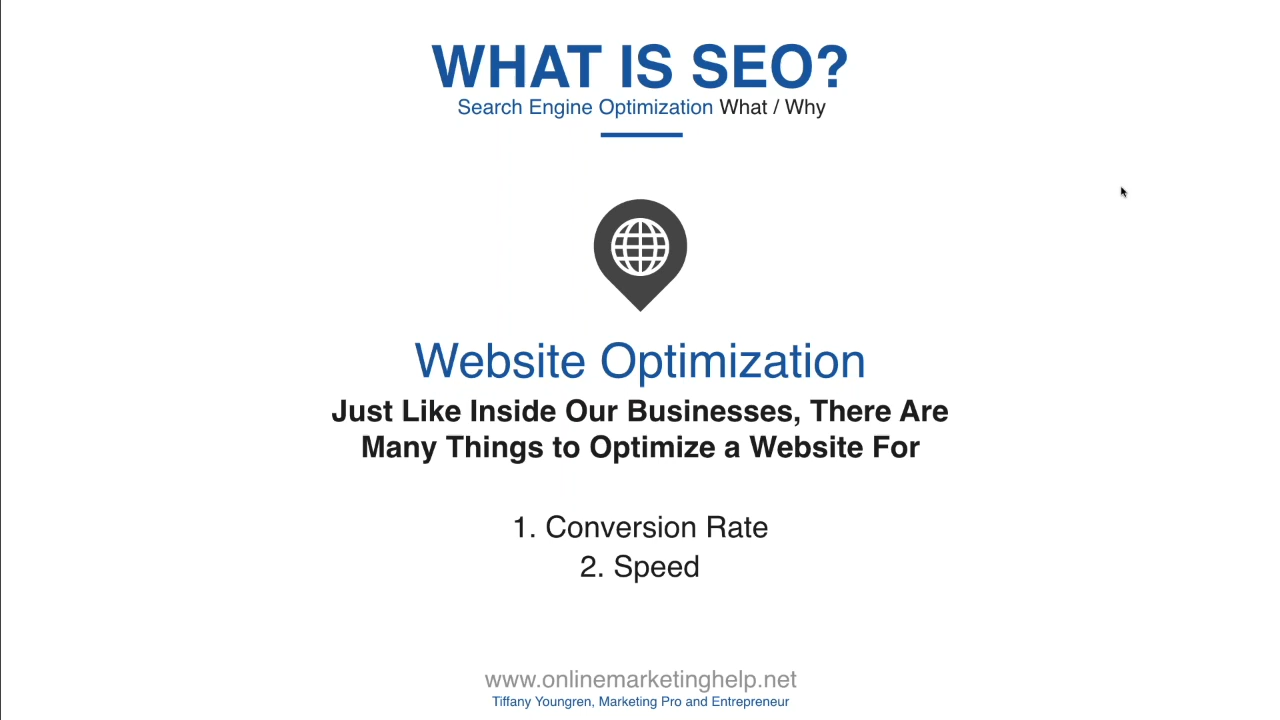 WHAT IS SEO?
Search Engine Optimization What / Why
Website Optimization
Just Like Inside Our Businesses, There Are
Many Things to Optimize a Website For
1. Conversion Rate
2. Speed
www.onlinemarketinghelp.net
Tiffany Youngren, Marketing Pro and Entrepreneur